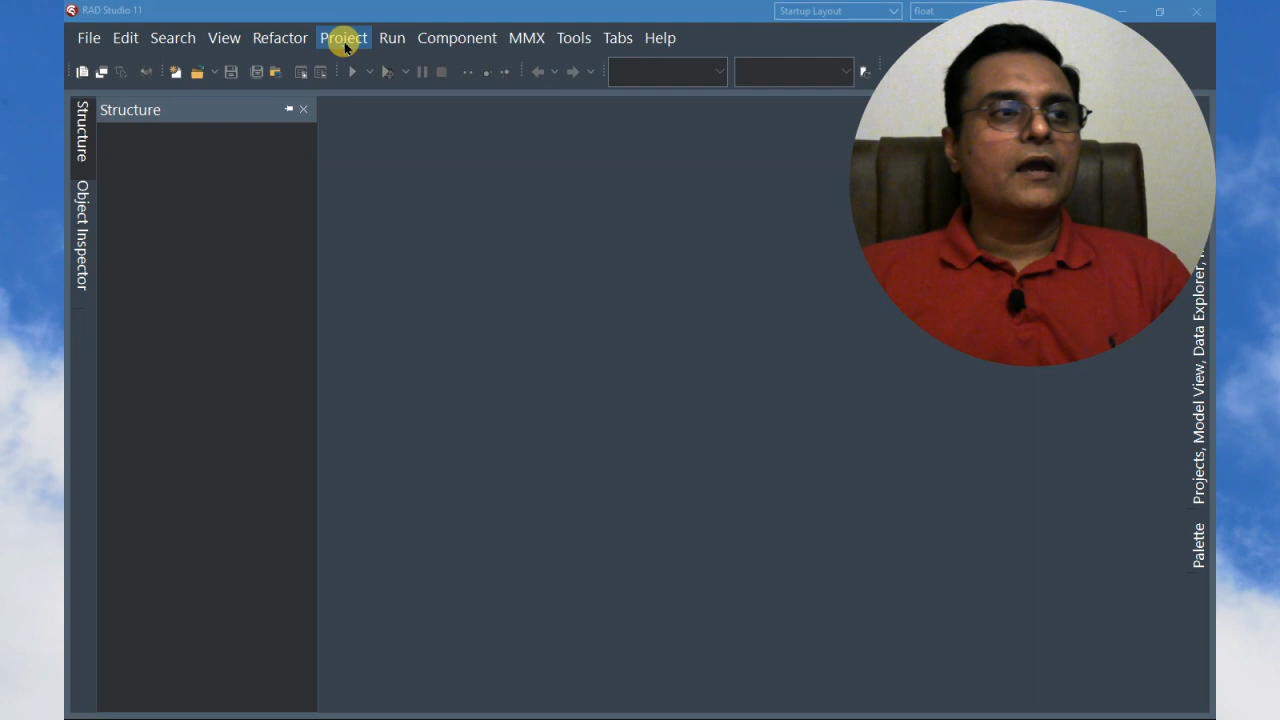 RAD Studio 11
Startup Layout
float
File Edit Search View Refactor Project Run Component MMX Tools Tabs Help
Structure
Structure
Object Inspector
Projects, Model View, Data Explorer,
Palette